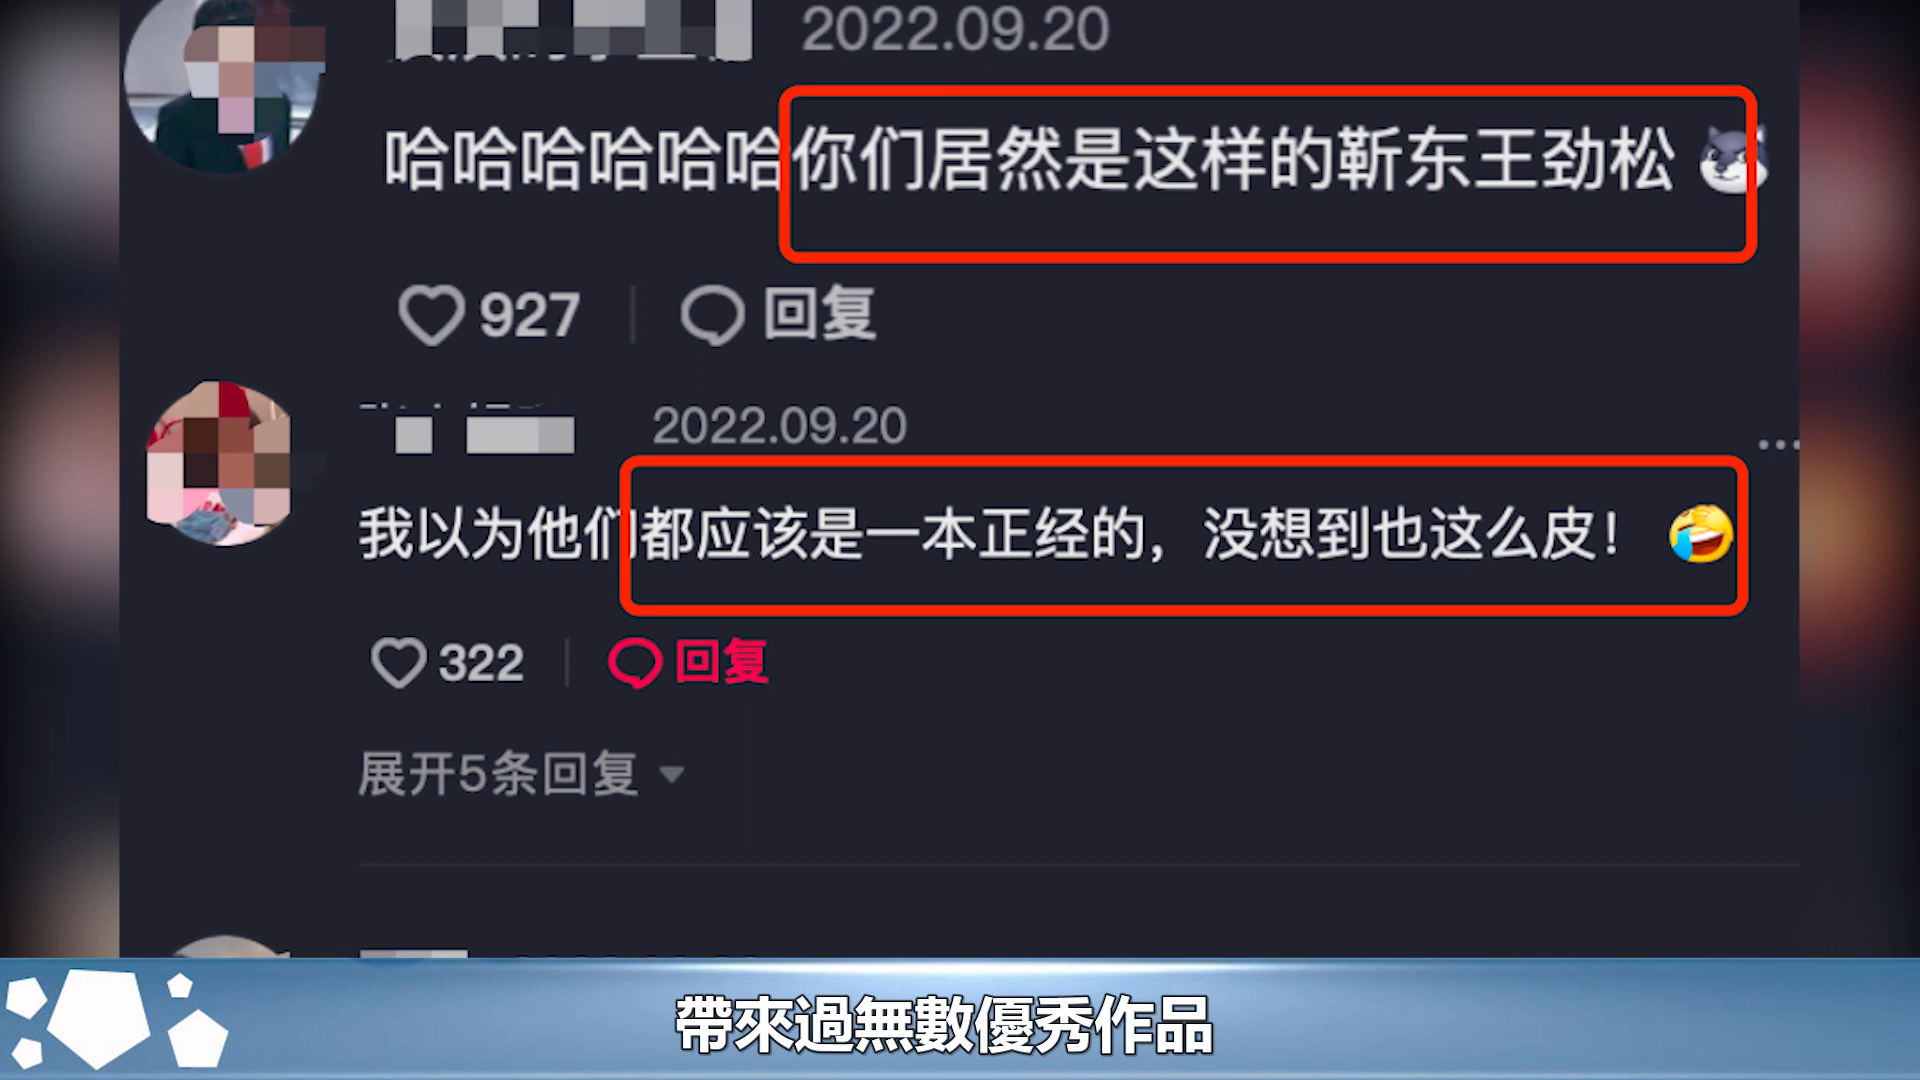 2022.09.20
哈哈哈哈哈哈你们居然是这样的靳东王劲松
927 回复
2022.09.20
我以为他们都应该是一本正经的，没想到也这么皮！
322 回复
展开5条回复
帶來過無數優秀作品